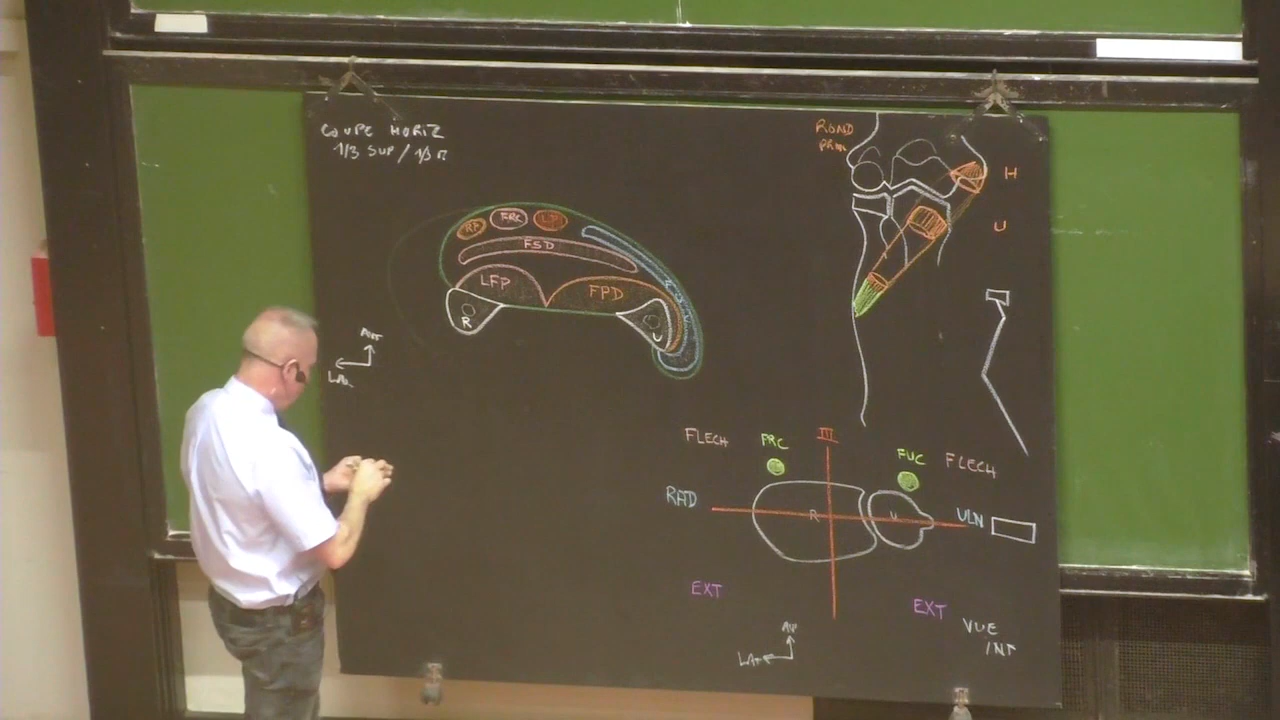 COUPE HORIZ
1/3 SUP / 1/3 M
RP FRC LP
FSD
LFP FPD
R U
ANT
LAT
ROND
PRON
H
U
FLECH FRC III FUC FLECH
RAD R U ULN
EXT EXT
AV
LAT
VUE
INF